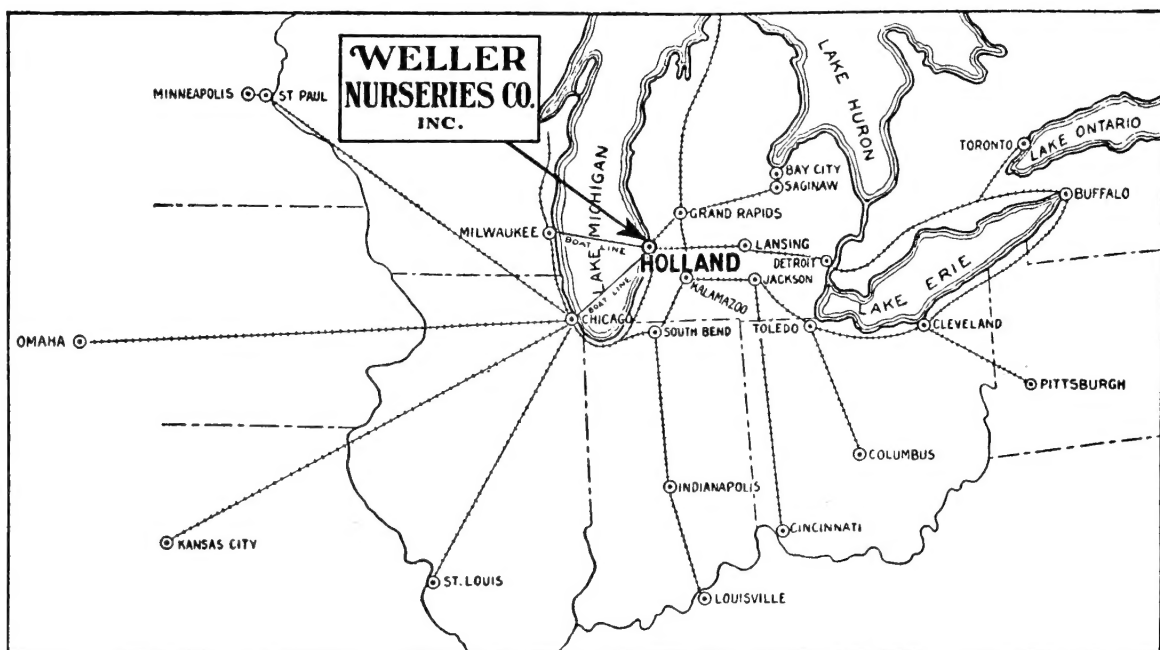 WELLER
NURSERIES CO.
INC.
MINNEAPOLIS
ST PAUL
LAKE HURON
LAKE ONTARIO
TORONTO
LAKE MICHIGAN
BAY CITY
SAGINAW
BUFFALO
GRAND RAPIDS
MILWAUKEE
BOAT LINE
LANSING
HOLLAND
DETROIT
KALAMAZOO
JACKSON
LAKE ERIE
BOAT LINE
CHICAGO
OMAHA
SOUTH BEND
TOLEDO
CLEVELAND
PITTSBURGH
COLUMBUS
INDIANAPOLIS
CINCINNATI
KANSAS CITY
ST. LOUIS
LOUISVILLE